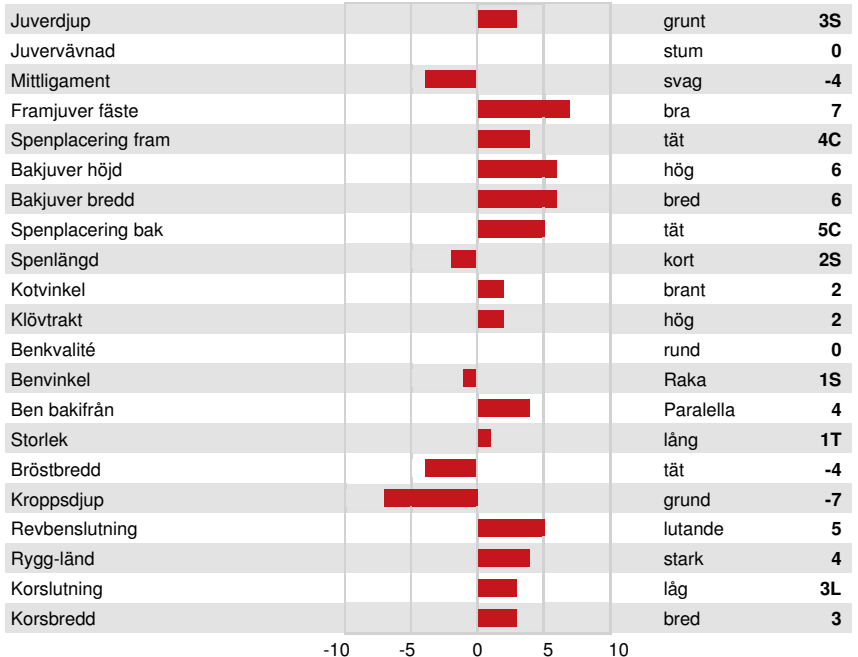 Juverdjup grunt 3S
Juvervävnad stum 0
Mittligament svag -4
Framjuver fäste bra 7
Spenplacering fram tät 4C
Bakjuver höjd hög 6
Bakjuver bredd bred 6
Spenplacering bak tät 5C
Spenlängd kort 2S
Kotvinkel brant 2
Klövtrakt hög 2
Benkvalité rund 0
Benvinkel Raka 1S
Ben bakifrån Paralella 4
Storlek lång 1T
Bröstbredd tät -4
Kroppsdjup grund -7
Revbenslutning lutande 5
Rygg-länd stark 4
Korslutning låg 3L
Korsbredd bred 3
-10 -5 0 5 10